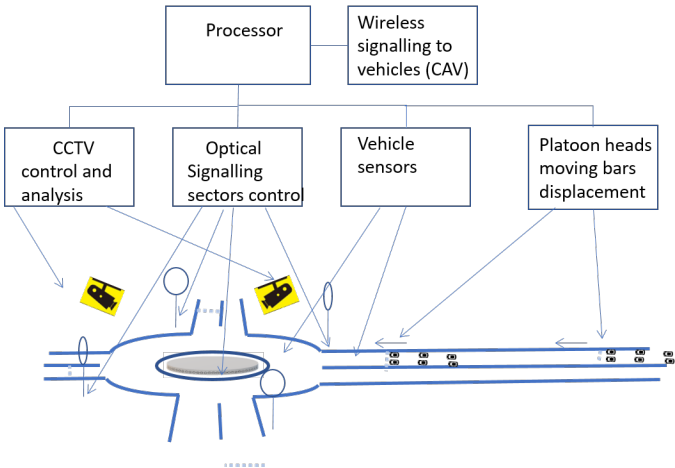 Processor
Wireless
signalling to
vehicles (CAV)
CCTV
control and
analysis
Optical
Signalling
sectors control
Vehicle
sensors
Platoon heads
moving bars
displacement